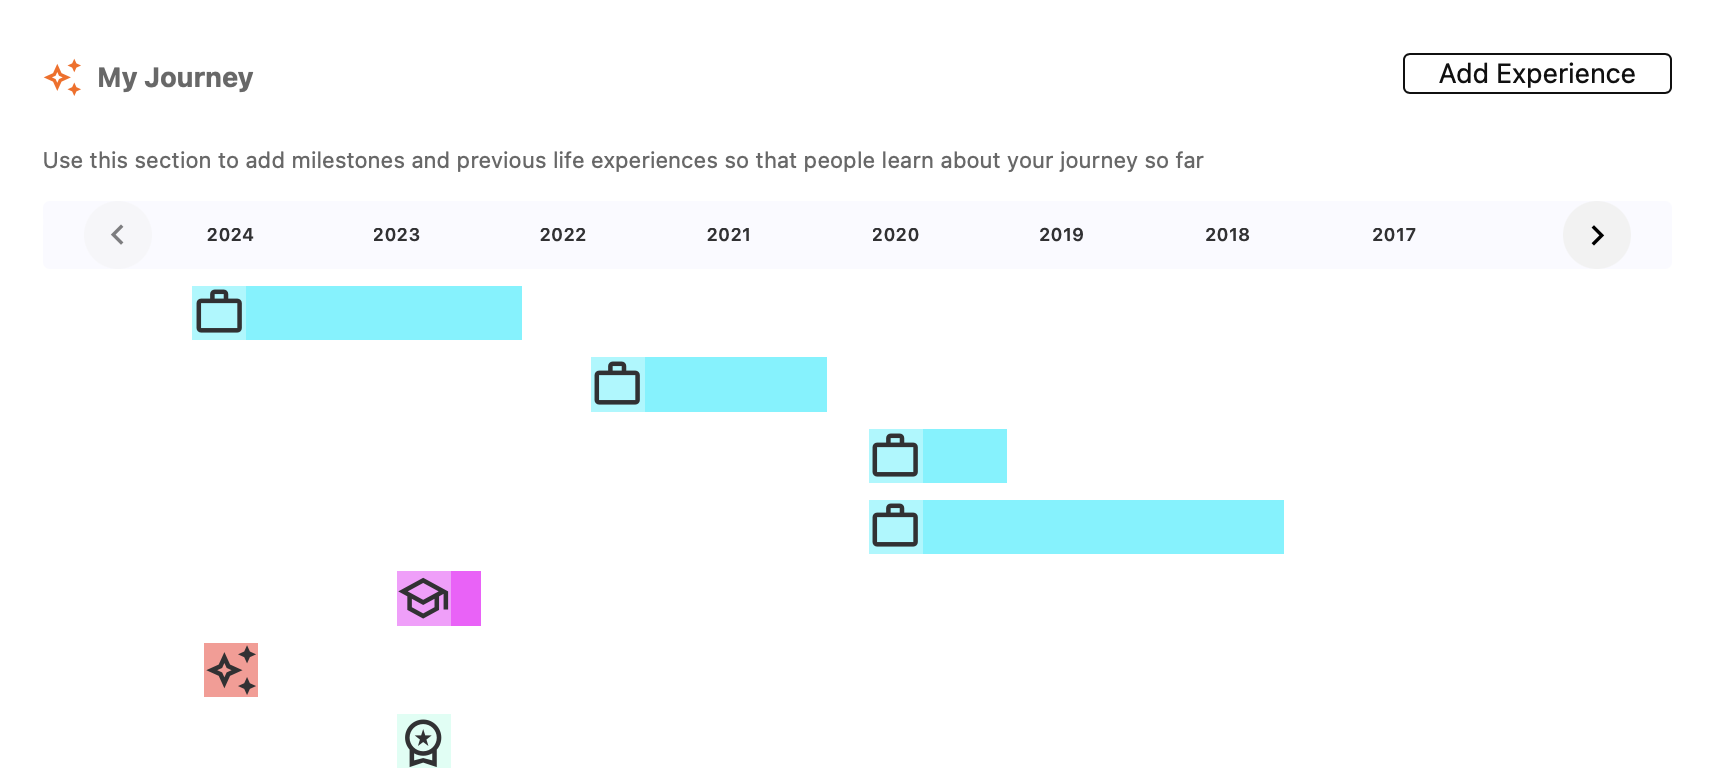 My Journey
Add Experience
Use this section to add milestones and previous life experiences so that people learn about your journey so far
2024 2023 2022 2021 2020 2019 2018 2017